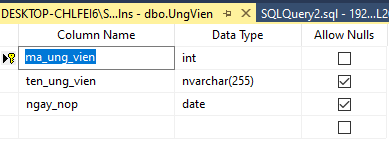 DESKTOP-CHLFEI6\S...Ins - dbo.UngVien SQLQuery2.sql - 192...L2
Column Name Data Type Allow Nulls
ma_ung_vien int
ten_ung_vien nvarchar(255)
ngay_nop date